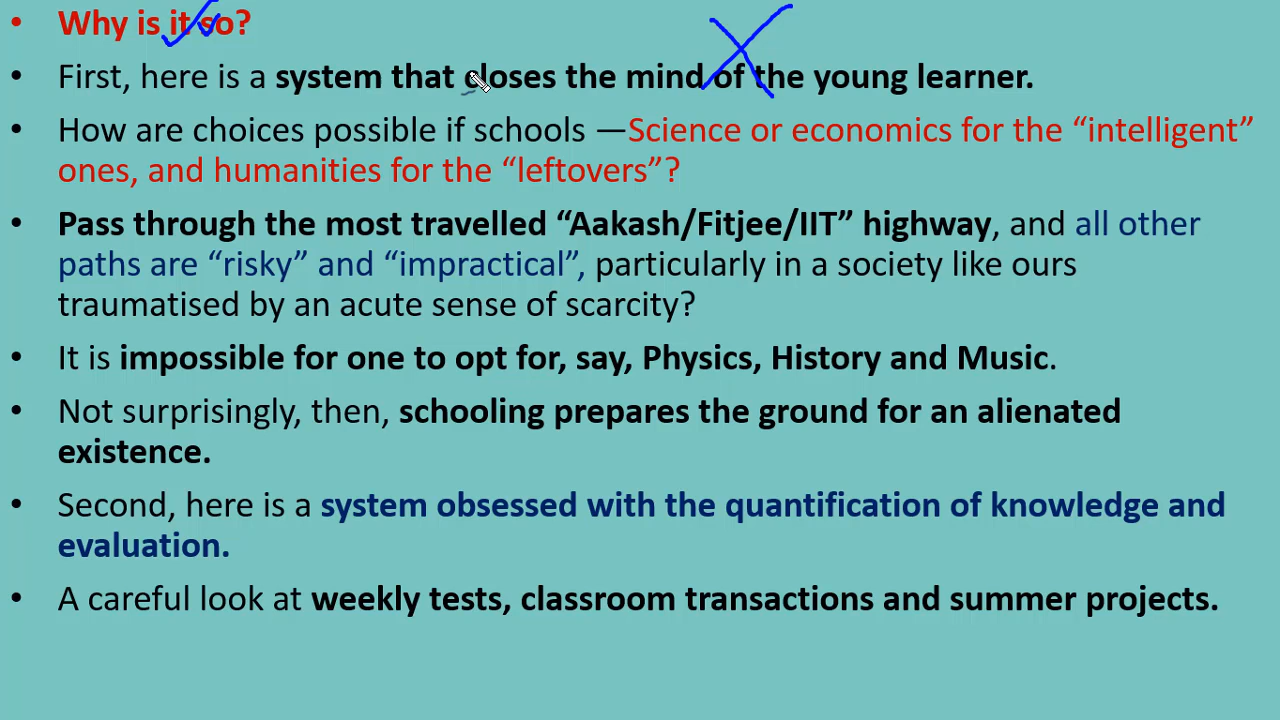 • Why is it so?
• First, here is a system that closes the mind of the young learner.
• How are choices possible if schools —Science or economics for the “intelligent”
ones, and humanities for the “leftovers”?
• Pass through the most travelled “Aakash/Fitjee/IIT” highway, and all other
paths are “risky” and “impractical”, particularly in a society like ours
traumatised by an acute sense of scarcity?
• It is impossible for one to opt for, say, Physics, History and Music.
• Not surprisingly, then, schooling prepares the ground for an alienated
existence.
• Second, here is a system obsessed with the quantification of knowledge and
evaluation.
• A careful look at weekly tests, classroom transactions and summer projects.